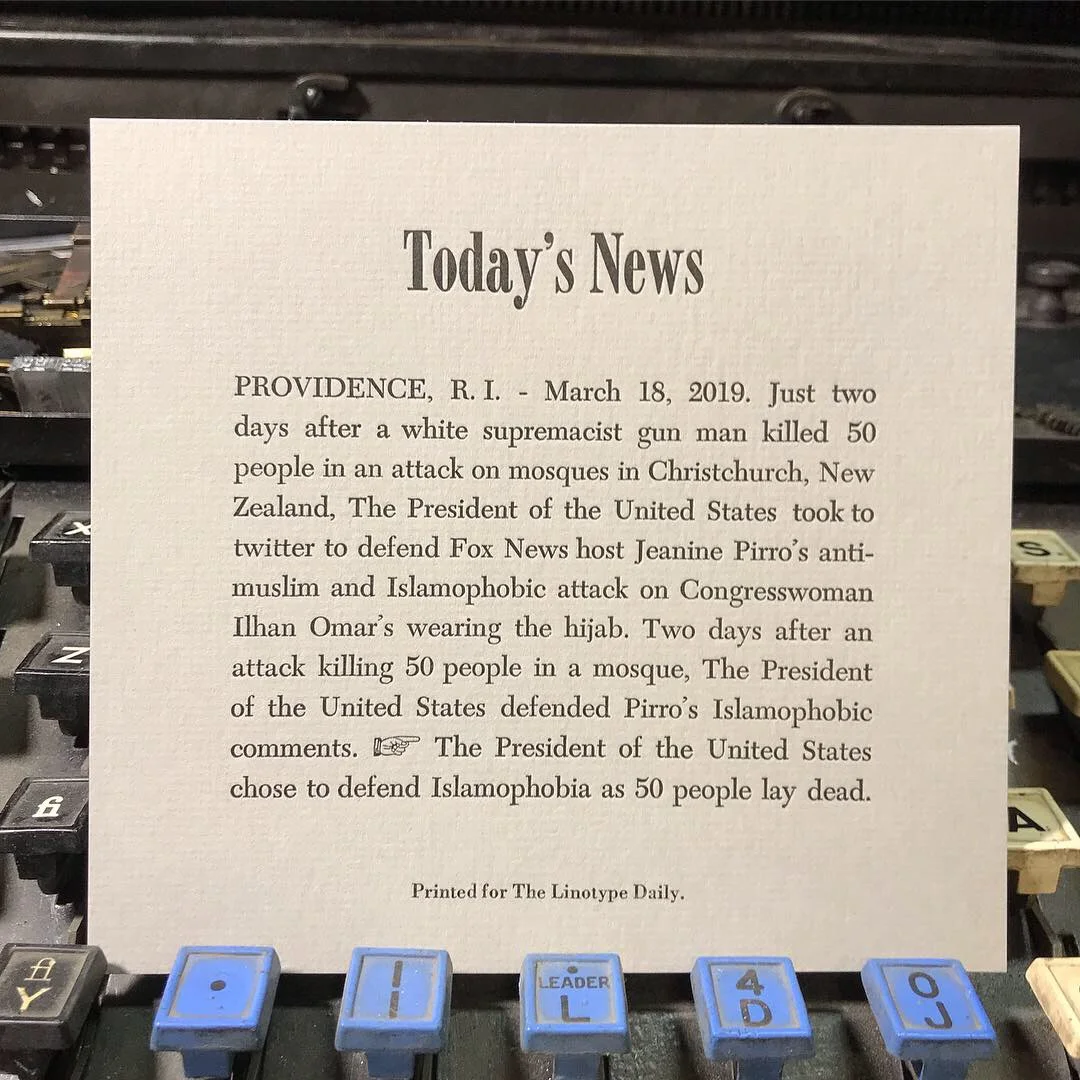 Today's News
PROVIDENCE, R. I. - March 18, 2019. Just two
days after a white supremacist gun man killed 50
people in an attack on mosques in Christchurch, New
Zealand, The President of the United States took to
twitter to defend Fox News host Jeanine Pirro's anti-
muslim and Islamophobic attack on Congresswoman
Ilhan Omar's wearing the hijab. Two days after an
attack killing 50 people in a mosque, The President
of the United States defended Pirro's Islamophobic
comments. ☞ The President of the United States
chose to defend Islamophobia as 50 people lay dead.
Printed for The Linotype Daily.
X
Z
fi
S
A
ffi
Y
LEADER
L
4
D
0
J